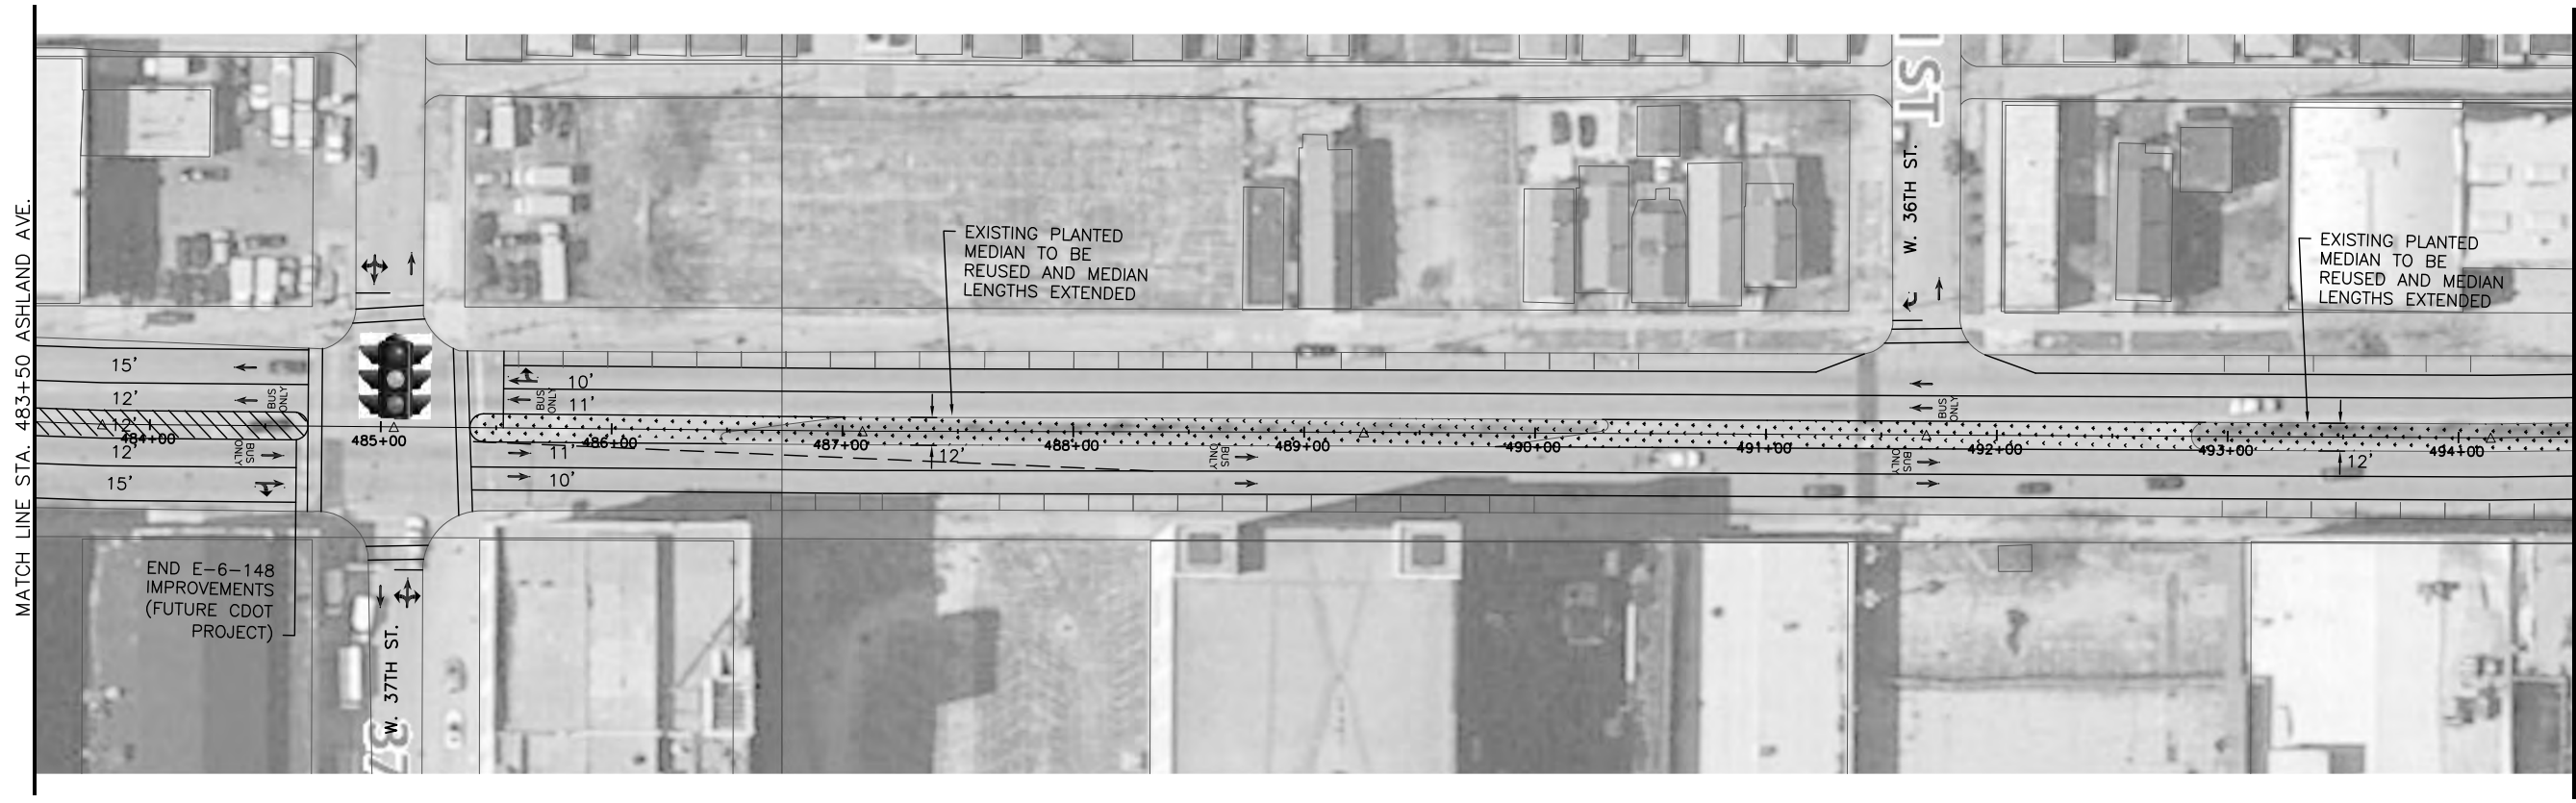 MATCH LINE STA. 483+50 ASHLAND AVE.
EXISTING PLANTED
MEDIAN TO BE
REUSED AND MEDIAN
LENGTHS EXTENDED
W. 36TH ST.
ST
EXISTING PLANTED
MEDIAN TO BE
REUSED AND MEDIAN
LENGTHS EXTENDED
15'
12'
BUS
ONLY
12'
484+00
485+00
12'
BUS
ONLY
15'
10'
BUS
ONLY
11'
486+00
487+00
488+00
489+00
490+00
491+00
492+00
493+00
494+00
11'
12'
10'
BUS
ONLY
BUS
ONLY
BUS
ONLY
12'
END E-6-148
IMPROVEMENTS
(FUTURE CDOT
PROJECT)
W. 37TH ST.
37